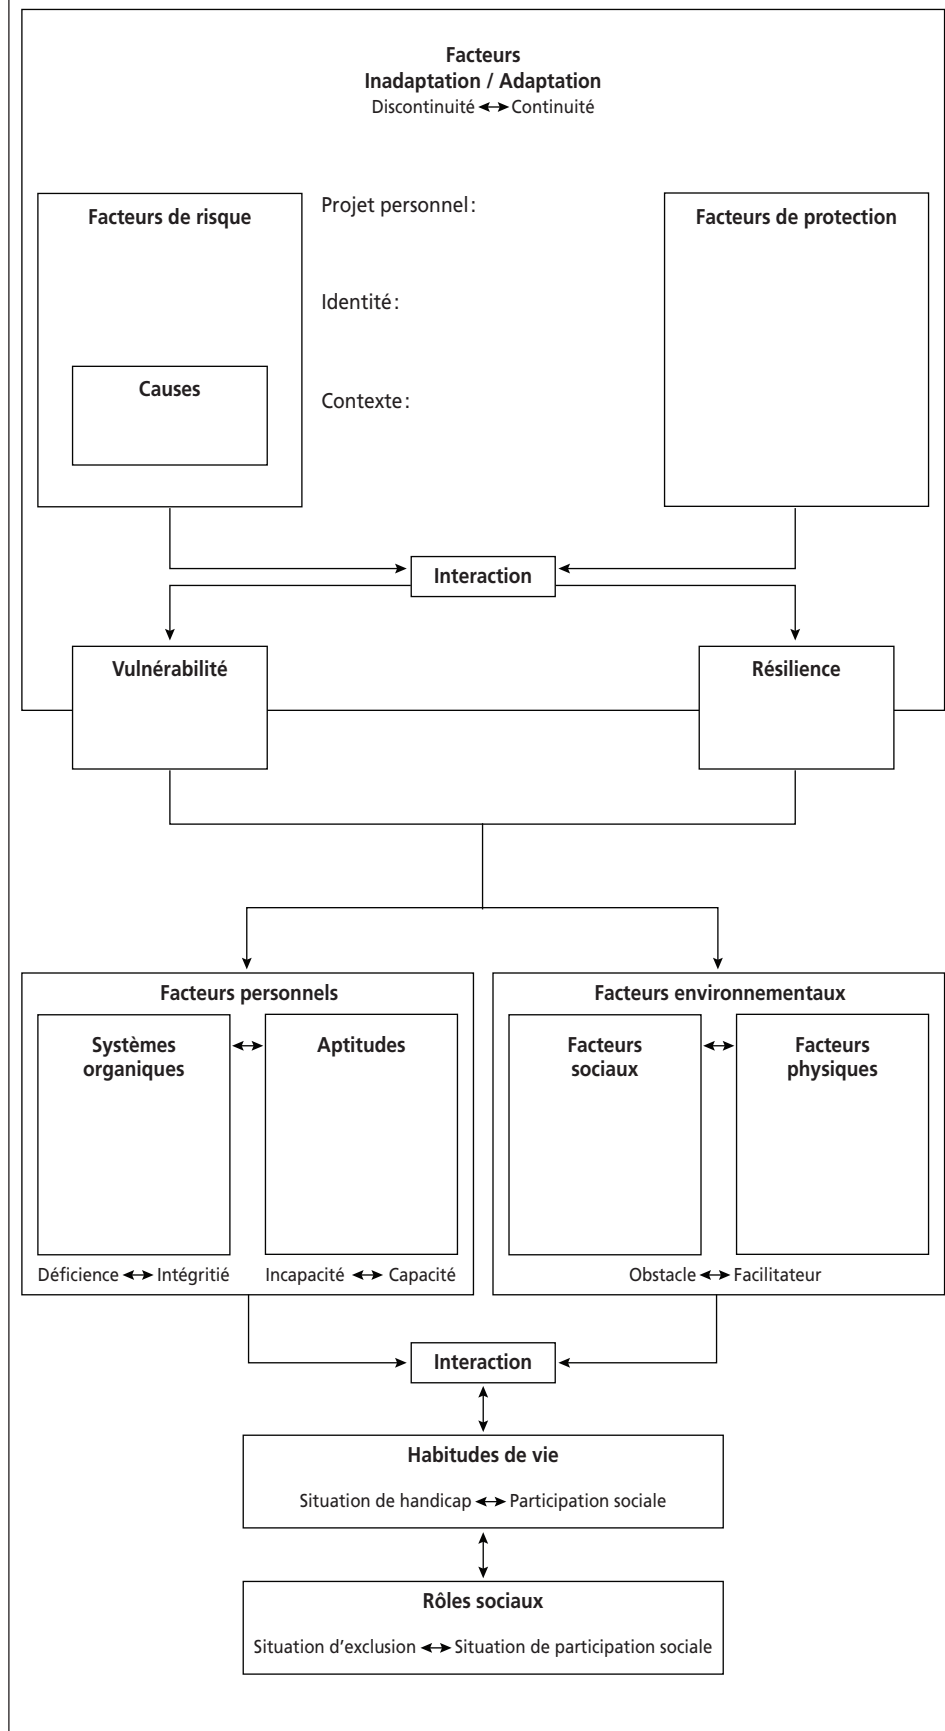 Facteurs
Inadaptation / Adaptation
Discontinuité ↔ Continuité
Facteurs de risque
Projet personnel :
Facteurs de protection
Identité :
Causes
Contexte :
Interaction
Vulnérabilité
Résilience
Facteurs personnels
Facteurs environnementaux
Systèmes
organiques
Aptitudes
Facteurs
sociaux
Facteurs
physiques
Déficience ↔ Intégritié
Incapacité ↔ Capacité
Obstacle ↔ Facilitateur
Interaction
Habitudes de vie
Situation de handicap ↔ Participation sociale
Rôles sociaux
Situation d'exclusion ↔ Situation de participation sociale